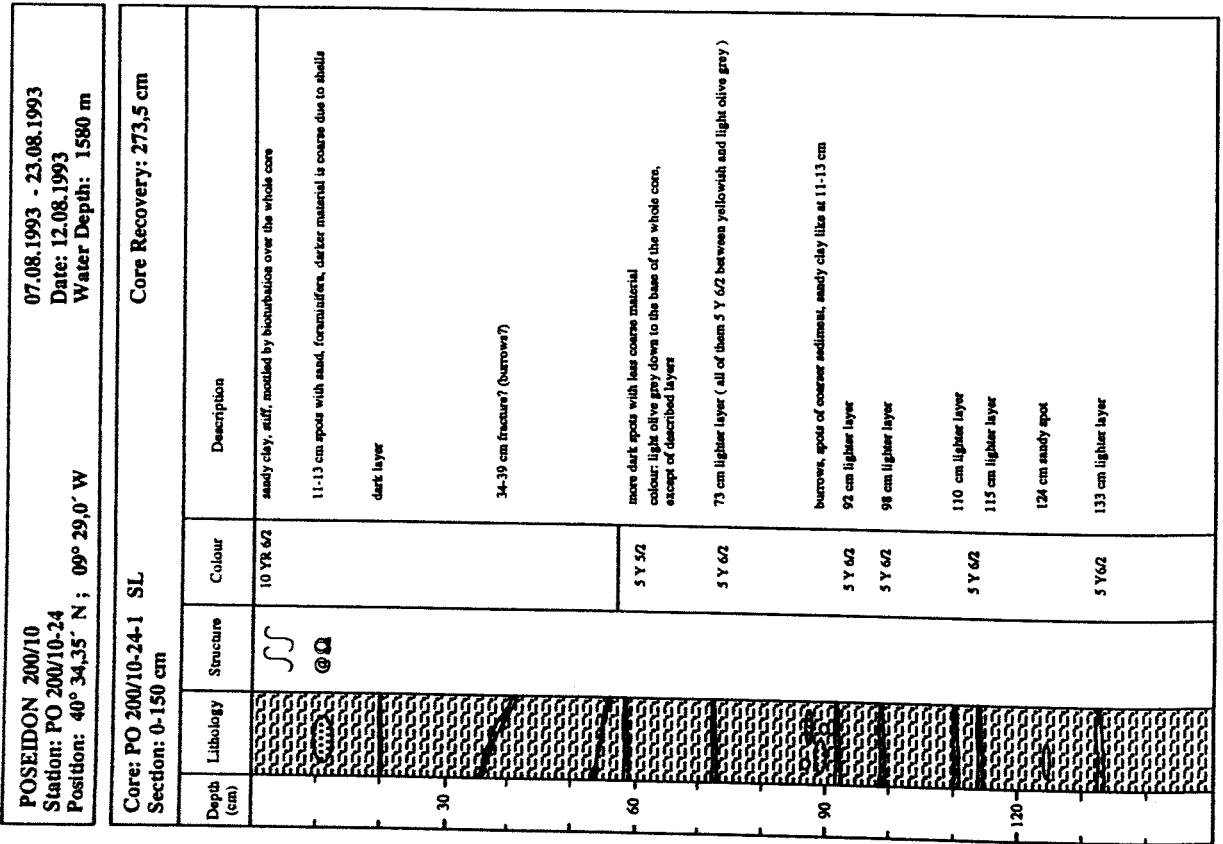 POSEIDON 200/10
07.08.1993 - 23.08.1993
Station: PO 200/10-24
Date: 12.08.1993
Position: 40° 34,35´ N ; 09° 29,0´ W
Water Depth: 1580 m
Core: PO 200/10-24-1 SL
Core Recovery: 273,5 cm
Section: 0-150 cm
Depth
(cm)
Lithology
Structure
Colour
Description
10 YR 6/2
sandy clay, stiff, mottled by bioturbation over the whole core
11-13 cm spots with sand, foraminifera, darker material is coarse due to shells
dark layer
30
34-39 cm fracture? (burrows?)
60
5 Y 5/2
more dark spots with less coarse material
colour: light olive grey down to the base of the whole core,
except of described layers
5 Y 6/2
73 cm lighter layer ( all of them 5 Y 6/2 between yellowish and light olive grey )
90
burrows, spots of coarser sediment, sandy clay like at 11-13 cm
5 Y 6/2
92 cm lighter layer
5 Y 6/2
98 cm lighter layer
110 cm lighter layer
5 Y 6/2
115 cm lighter layer
120
124 cm sandy spot
5 Y6/2
133 cm lighter layer